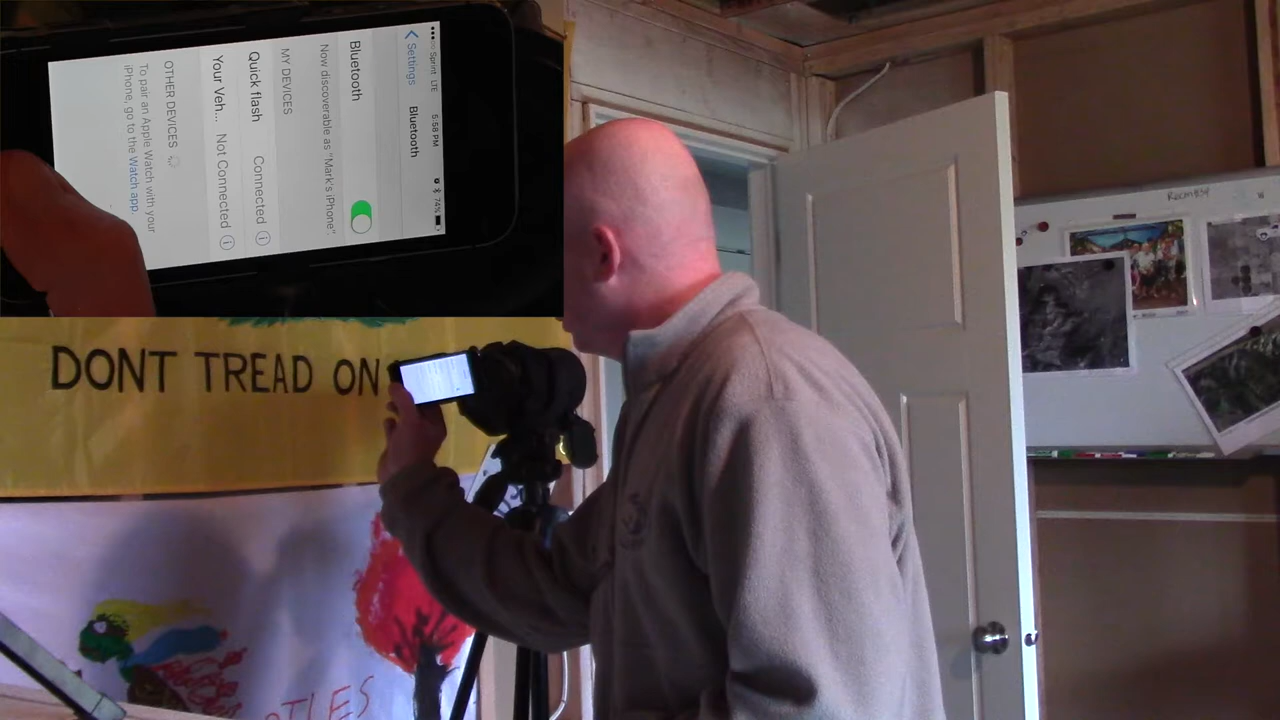 ●●●○○ Sprint LTE 5:58 PM 74%
Settings Bluetooth
Bluetooth
Now discoverable as "Mark's iPhone".
MY DEVICES
Quick flash Connected
Your Veh... Not Connected
OTHER DEVICES
To pair an Apple Watch with your
iPhone, go to the Watch app.
DONT TREAD ON